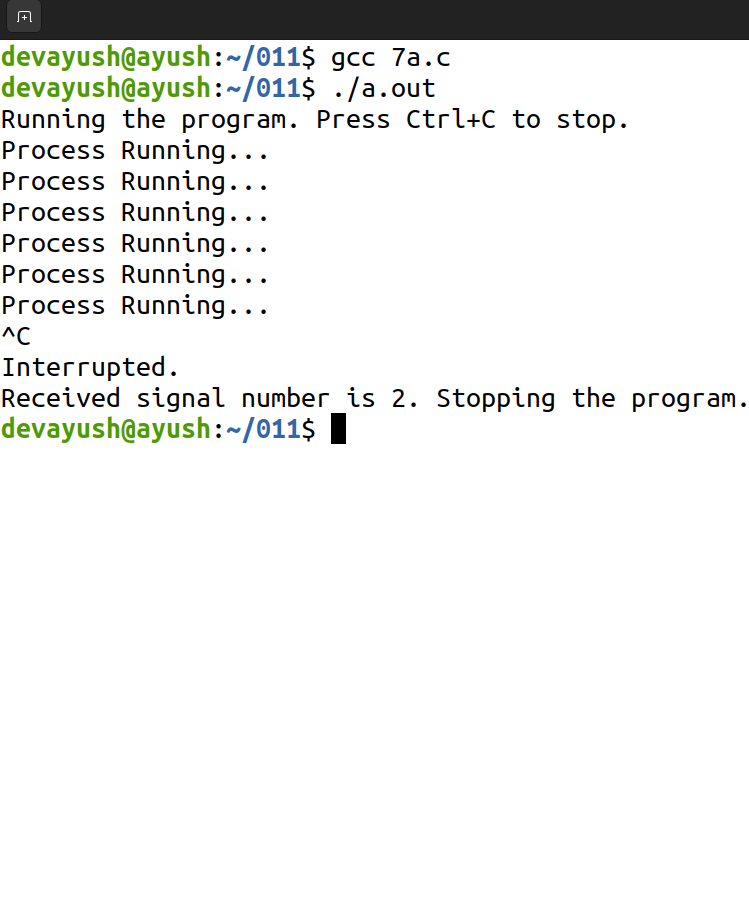 devayush@ayush:~/011$ gcc 7a.c
devayush@ayush:~/011$ ./a.out
Running the program. Press Ctrl+C to stop.
Process Running...
Process Running...
Process Running...
Process Running...
Process Running...
Process Running...
^C
Interrupted.
Received signal number is 2. Stopping the program.
devayush@ayush:~/011$